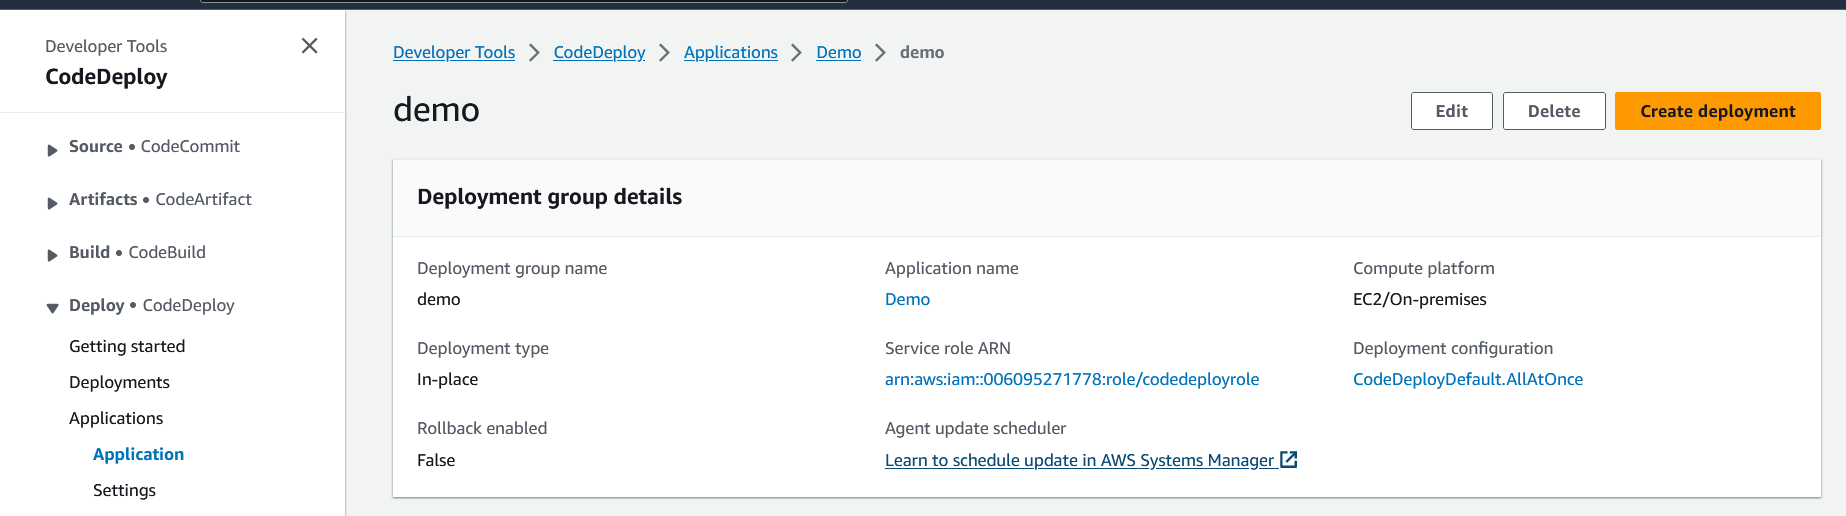 Developer Tools
CodeDeploy
Source • CodeCommit
Artifacts • CodeArtifact
Build • CodeBuild
Deploy • CodeDeploy
Getting started
Deployments
Applications
Application
Settings
Developer Tools > CodeDeploy > Applications > Demo > demo
demo
Edit Delete Create deployment
Deployment group details
Deployment group name Application name Compute platform
demo Demo EC2/On-premises
Deployment type Service role ARN Deployment configuration
In-place arn:aws:iam::006095271778:role/codedeployrole CodeDeployDefault.AllAtOnce
Rollback enabled Agent update scheduler
False Learn to schedule update in AWS Systems Manager